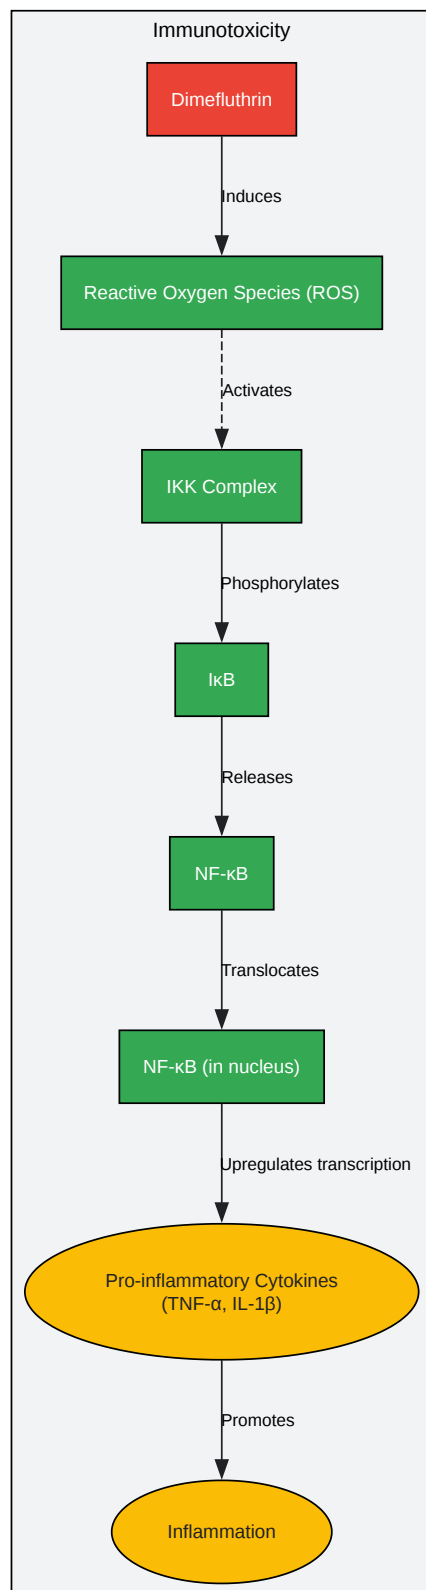 Immunotoxicity
Dimefluthrin
Induces
Reactive Oxygen Species (ROS)
Activates
IKK Complex
Phosphorylates
IκB
Releases
NF-κB
Translocates
NF-κB (in nucleus)
Upregulates transcription
Pro-inflammatory Cytokines
(TNF-α, IL-1β)
Promotes
Inflammation